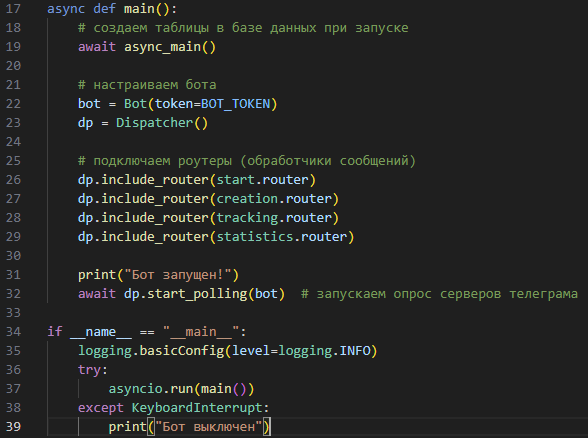 17 async def main():
18     # создаем таблицы в базе данных при запуске
19     await async_main()
20
21     # настраиваем бота
22     bot = Bot(token=BOT_TOKEN)
23     dp = Dispatcher()
24
25     # подключаем роутеры (обработчики сообщений)
26     dp.include_router(start.router)
27     dp.include_router(creation.router)
28     dp.include_router(tracking.router)
29     dp.include_router(statistics.router)
30
31     print("Бот запущен!")
32     await dp.start_polling(bot)  # запускаем опрос серверов телеграма
33
34 if __name__ == "__main__":
35     logging.basicConfig(level=logging.INFO)
36     try:
37         asyncio.run(main())
38     except KeyboardInterrupt:
39         print("Бот выключен")